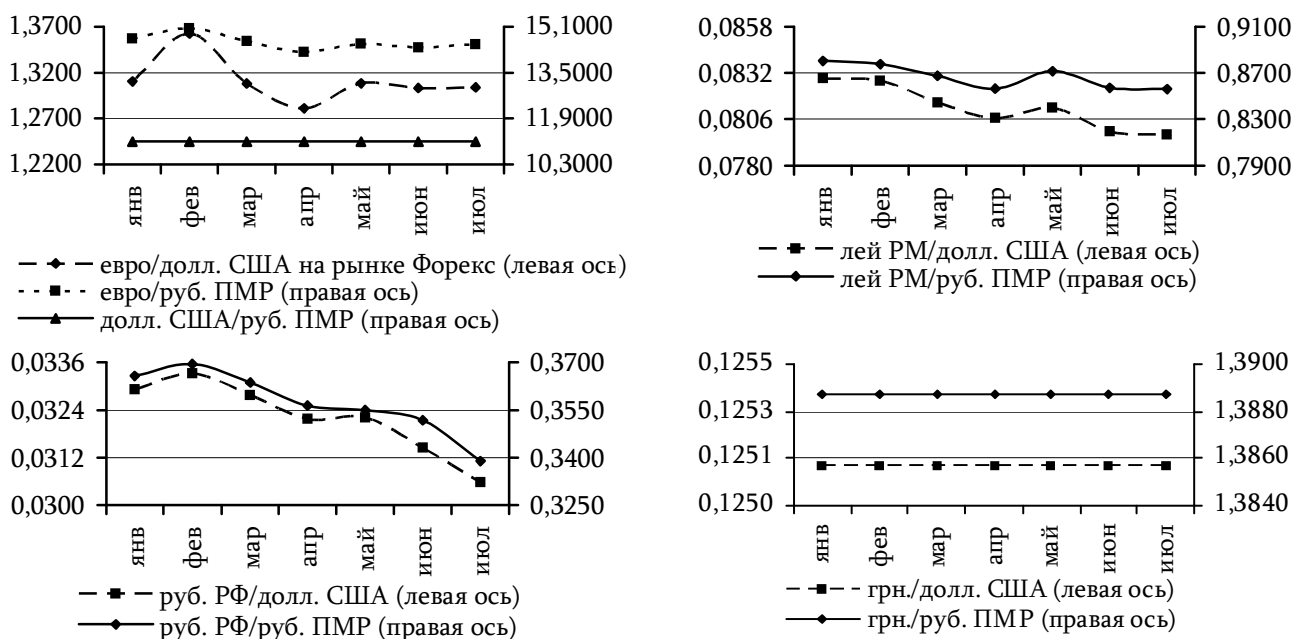 1,3700
1,3200
1,2700
1,2200
15,1000
13,5000
11,9000
10,3000
янв
фев
мар
апр
май
июн
июл
евро/долл. США на рынке Форекс (левая ось)
евро/руб. ПМР (правая ось)
долл. США/руб. ПМР (правая ось)
0,0858
0,0832
0,0806
0,0780
0,9100
0,8700
0,8300
0,7900
янв
фев
мар
апр
май
июн
июл
лей РМ/долл. США (левая ось)
лей РМ/руб. ПМР (правая ось)
0,0336
0,0324
0,0312
0,0300
0,3700
0,3550
0,3400
0,3250
янв
фев
мар
апр
май
июн
июл
руб. РФ/долл. США (левая ось)
руб. РФ/руб. ПМР (правая ось)
0,1255
0,1253
0,1251
0,1250
1,3900
1,3880
1,3860
1,3840
янв
фев
мар
апр
май
июн
июл
грн./долл. США (левая ось)
грн./руб. ПМР (правая ось)